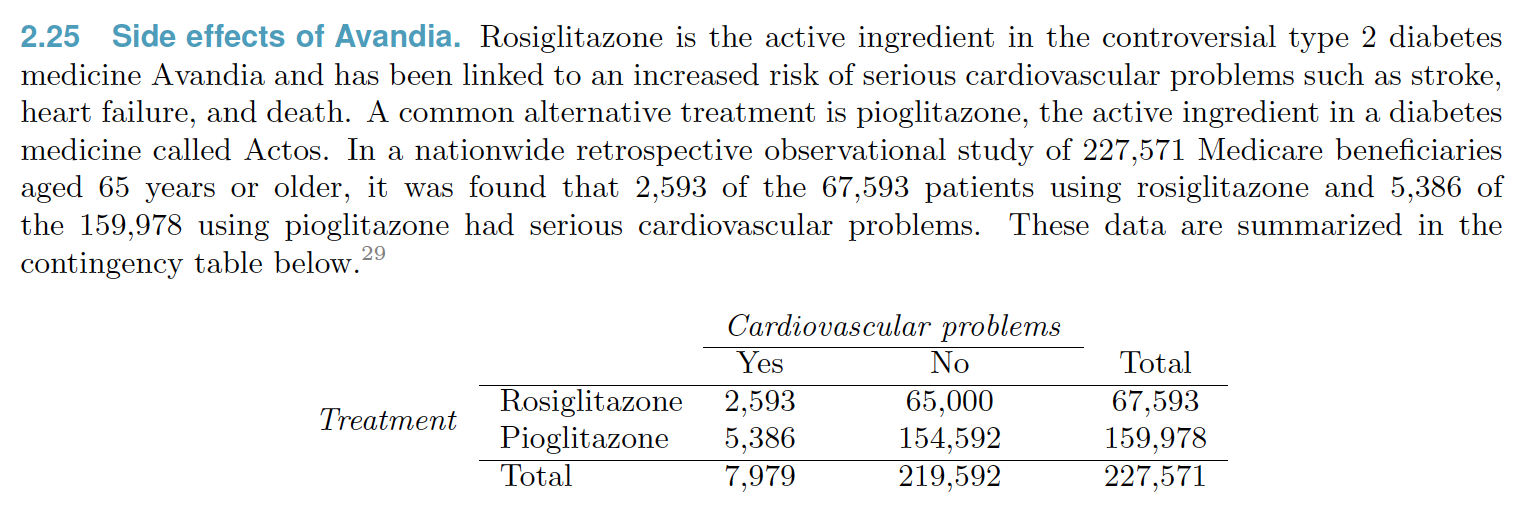 2.25 Side effects of Avandia. Rosiglitazone is the active ingredient in the controversial type 2 diabetes
medicine Avandia and has been linked to an increased risk of serious cardiovascular problems such as stroke,
heart failure, and death. A common alternative treatment is pioglitazone, the active ingredient in a diabetes
medicine called Actos. In a nationwide retrospective observational study of 227,571 Medicare beneficiaries
aged 65 years or older, it was found that 2,593 of the 67,593 patients using rosiglitazone and 5,386 of
the 159,978 using pioglitazone had serious cardiovascular problems. These data are summarized in the
contingency table below.29
Cardiovascular problems
Yes No Total
Treatment
Rosiglitazone 2,593 65,000 67,593
Pioglitazone 5,386 154,592 159,978
Total 7,979 219,592 227,571